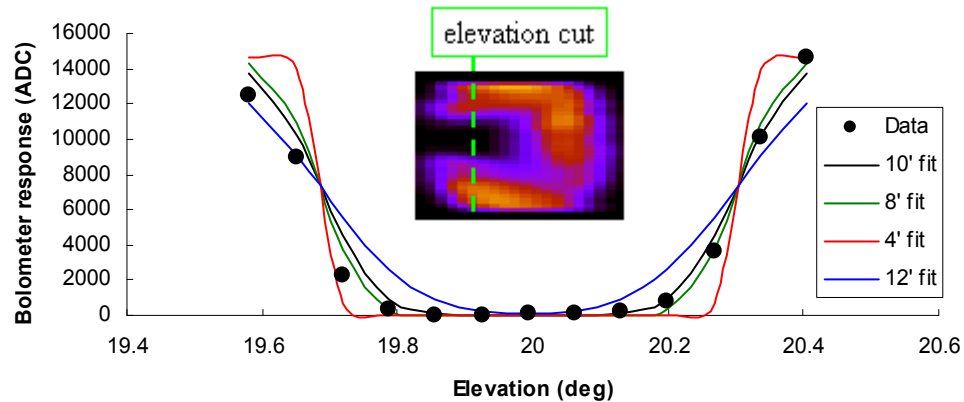 Bolometer response (ADC)
16000
14000
12000
10000
8000
6000
4000
2000
0
19.4
19.6
19.8
20
20.2
20.4
20.6
Elevation (deg)
elevation cut
Data
10' fit
8' fit
4' fit
12' fit